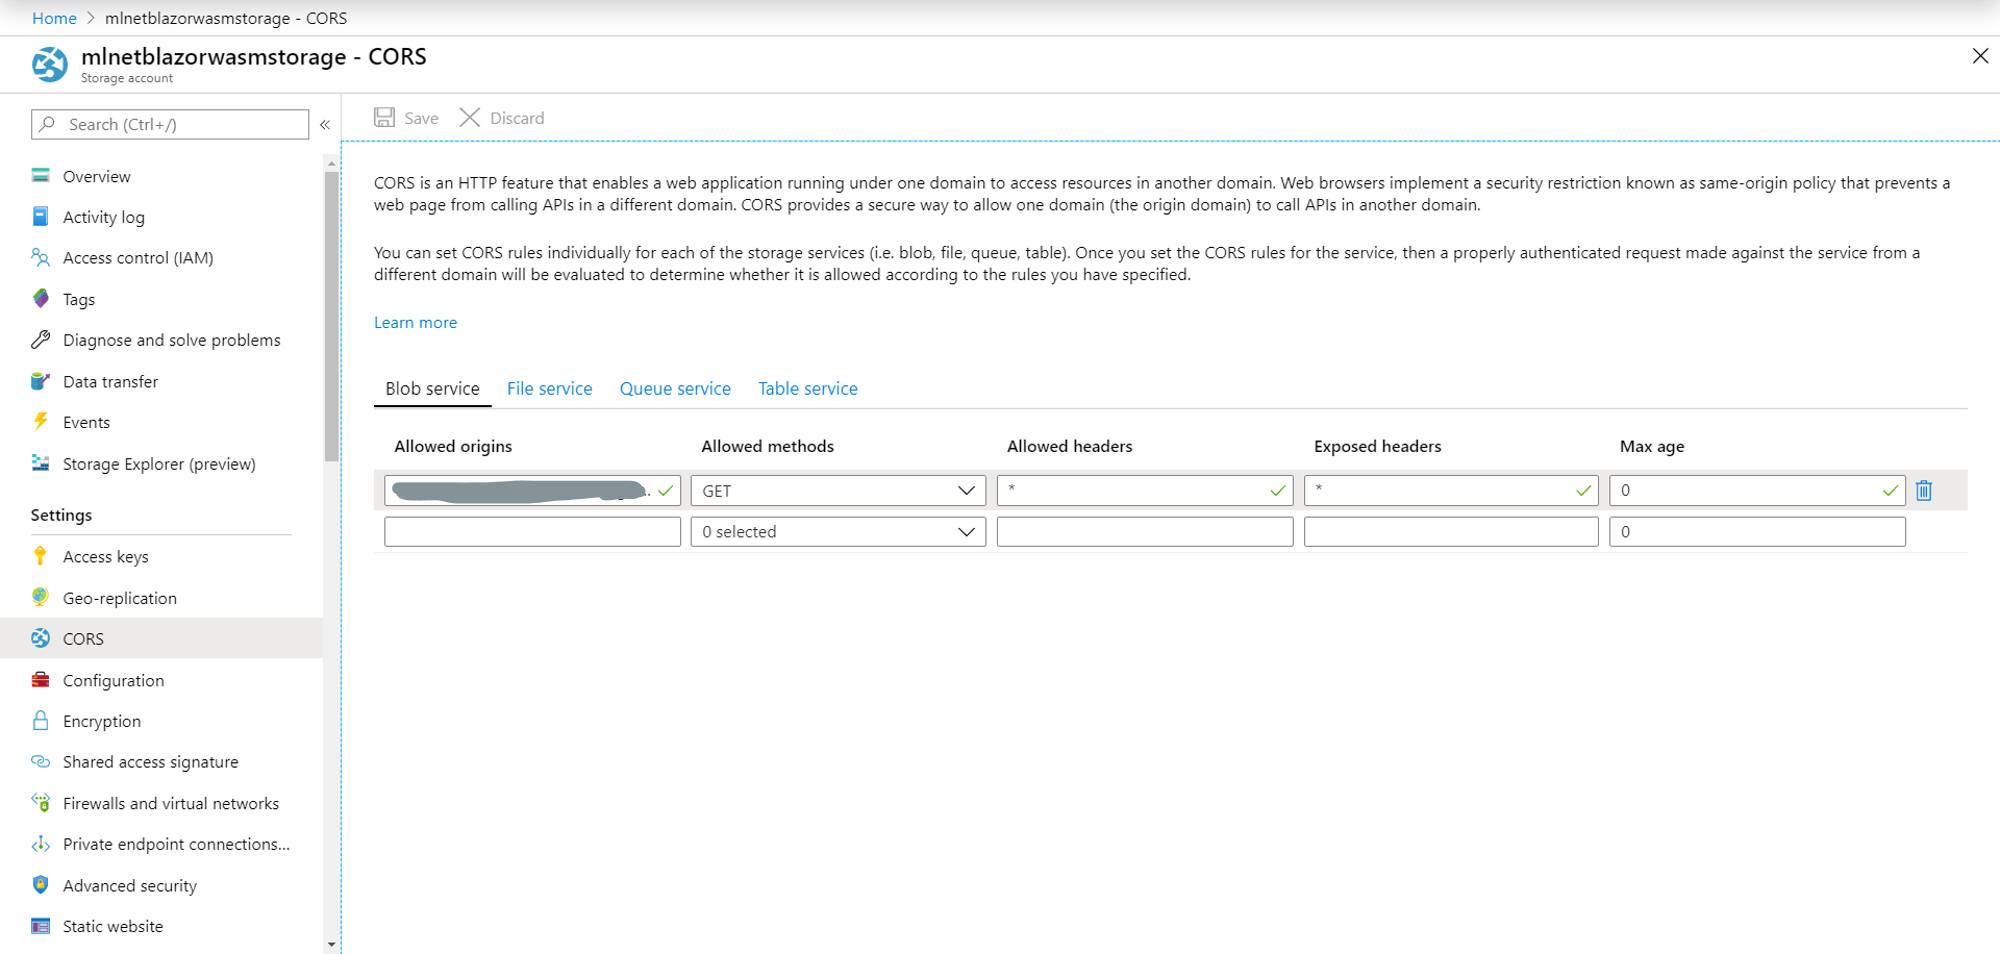 Home > mlnetblazorwasmstorage - CORS
mlnetblazorwasmstorage - CORS
Storage account
Search (Ctrl+/)
«
Overview
Activity log
Access control (IAM)
Tags
Diagnose and solve problems
Data transfer
Events
Storage Explorer (preview)
Settings
Access keys
Geo-replication
CORS
Configuration
Encryption
Shared access signature
Firewalls and virtual networks
Private endpoint connections...
Advanced security
Static website
Save Discard
CORS is an HTTP feature that enables a web application running under one domain to access resources in another domain. Web browsers implement a security restriction known as same-origin policy that prevents a
web page from calling APIs in a different domain. CORS provides a secure way to allow one domain (the origin domain) to call APIs in another domain.
You can set CORS rules individually for each of the storage services (i.e. blob, file, queue, table). Once you set the CORS rules for the service, then a properly authenticated request made against the service from a
different domain will be evaluated to determine whether it is allowed according to the rules you have specified.
Learn more
Blob service File service Queue service Table service
Allowed origins Allowed methods Allowed headers Exposed headers Max age
GET * * 0
0 selected 0